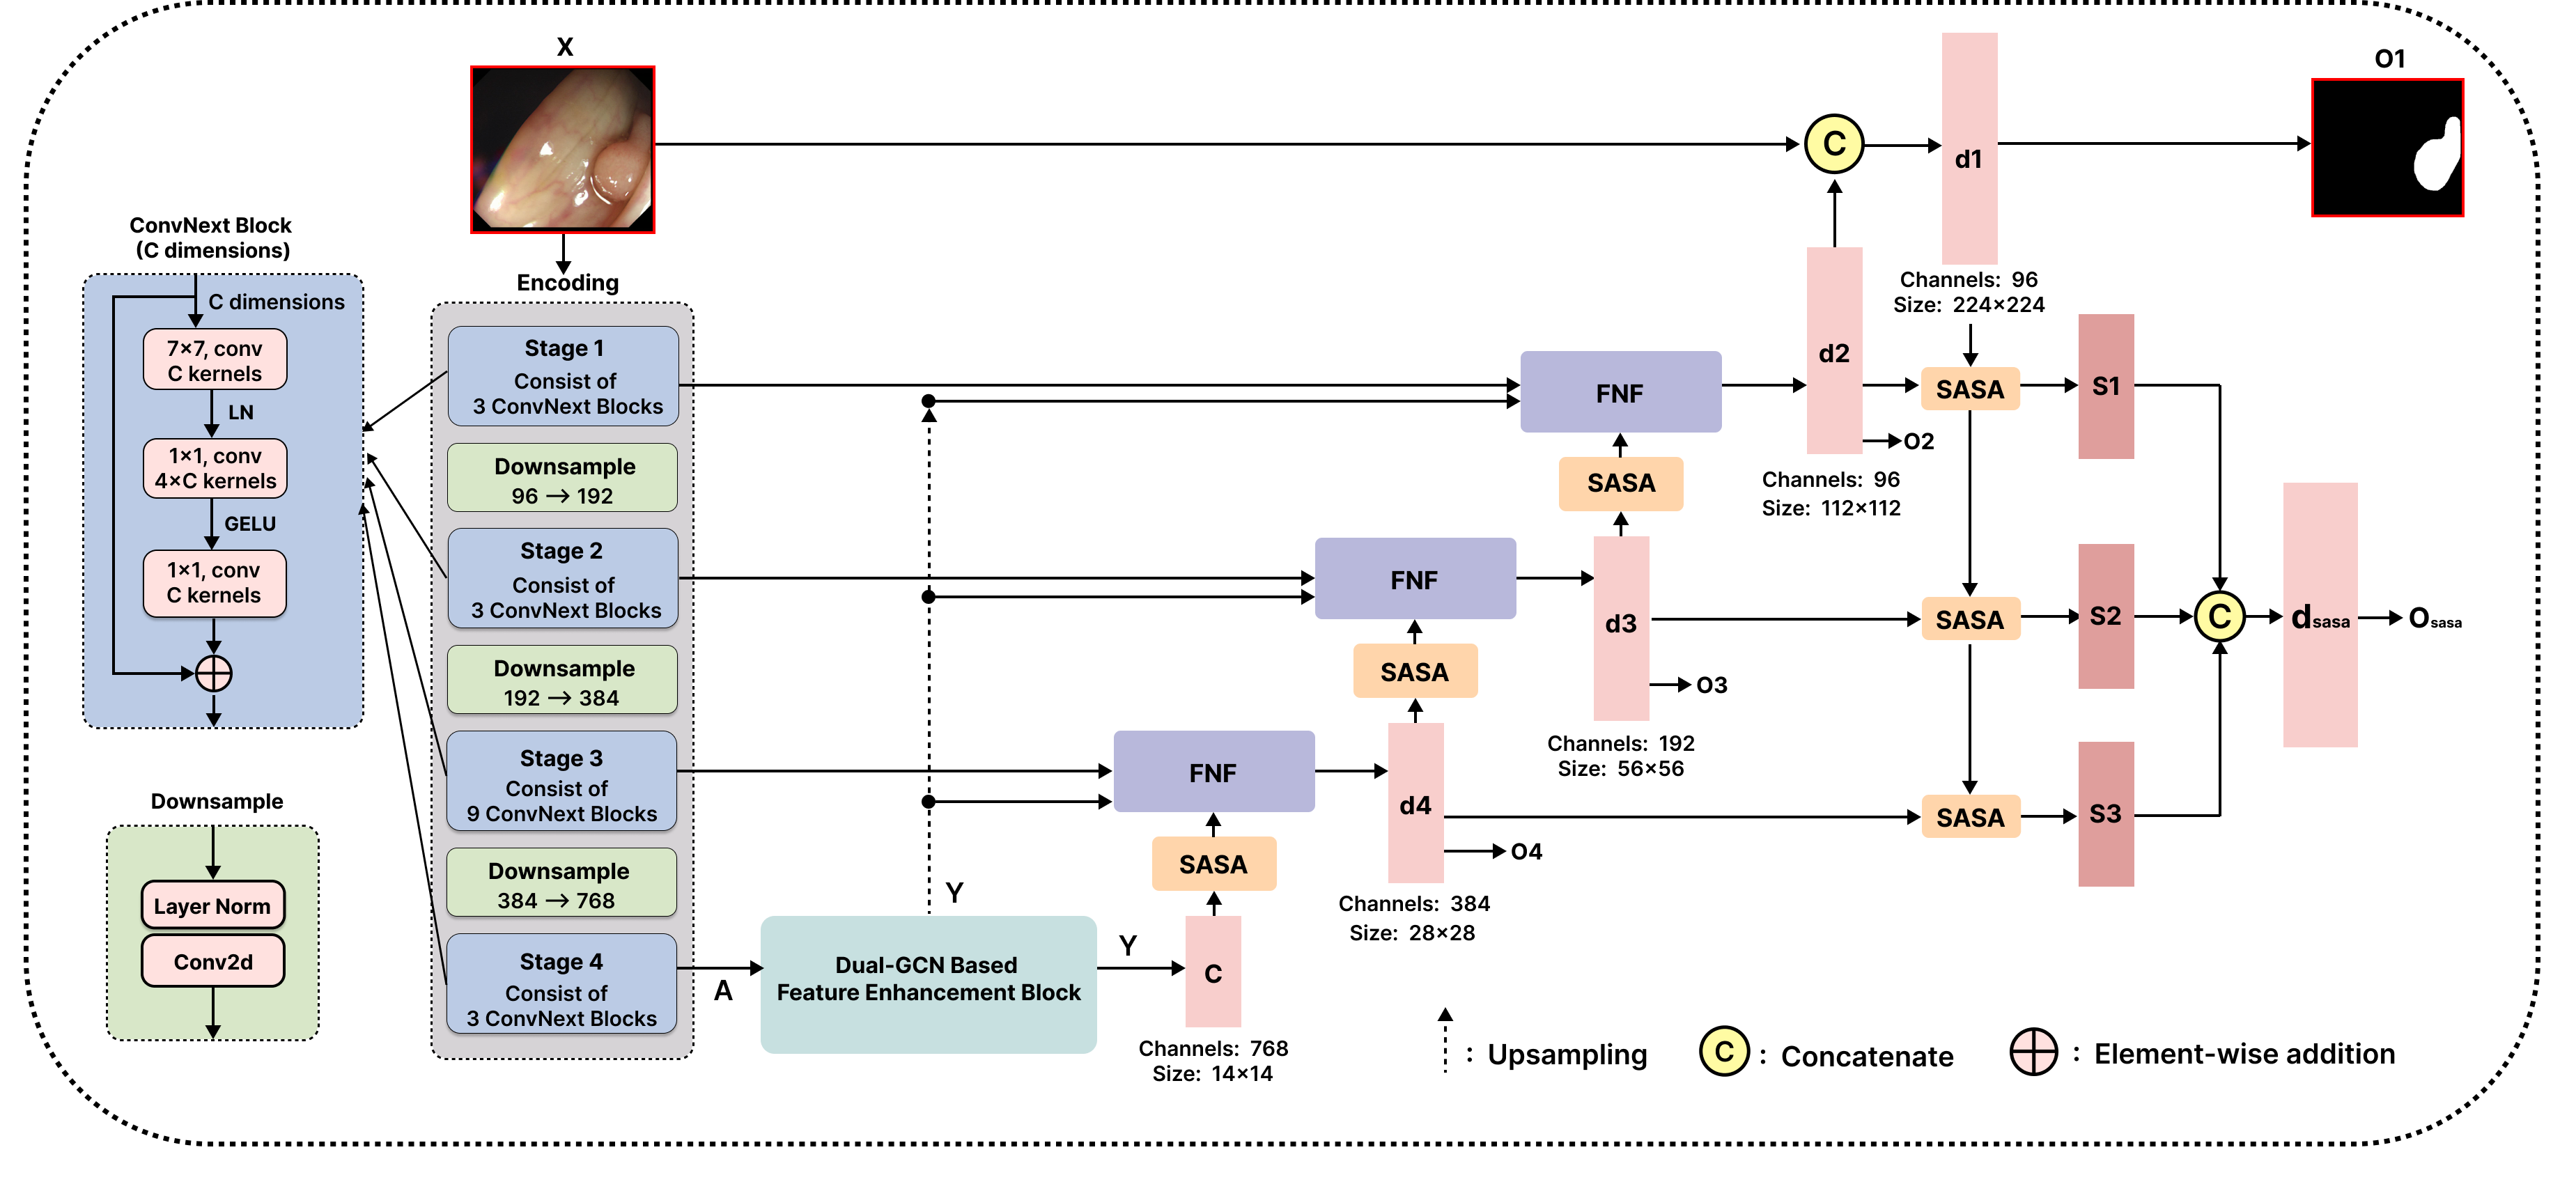 X
O1
C
d1
ConvNext Block
(C dimensions)
C dimensions
7×7, conv
C kernels
LN
1×1, conv
4×C kernels
GELU
1×1, conv
C kernels
Downsample
Layer Norm
Conv2d
Encoding
Stage 1
Consist of
3 ConvNext Blocks
Downsample
96 → 192
Stage 2
Consist of
3 ConvNext Blocks
Downsample
192 → 384
Stage 3
Consist of
9 ConvNext Blocks
Downsample
384 → 768
Stage 4
Consist of
3 ConvNext Blocks
A
Dual-GCN Based
Feature Enhancement Block
Y
Y
C
Channels: 768
Size: 14×14
SASA
FNF
d4
O4
Channels: 384
Size: 28×28
SASA
FNF
d3
O3
Channels: 192
Size: 56×56
SASA
FNF
d2
O2
Channels: 96
Size: 112×112
Channels: 96
Size: 224×224
SASA
S1
SASA
S2
SASA
S3
C
dsasa
Osasa
: Upsampling
C : Concatenate
: Element-wise addition